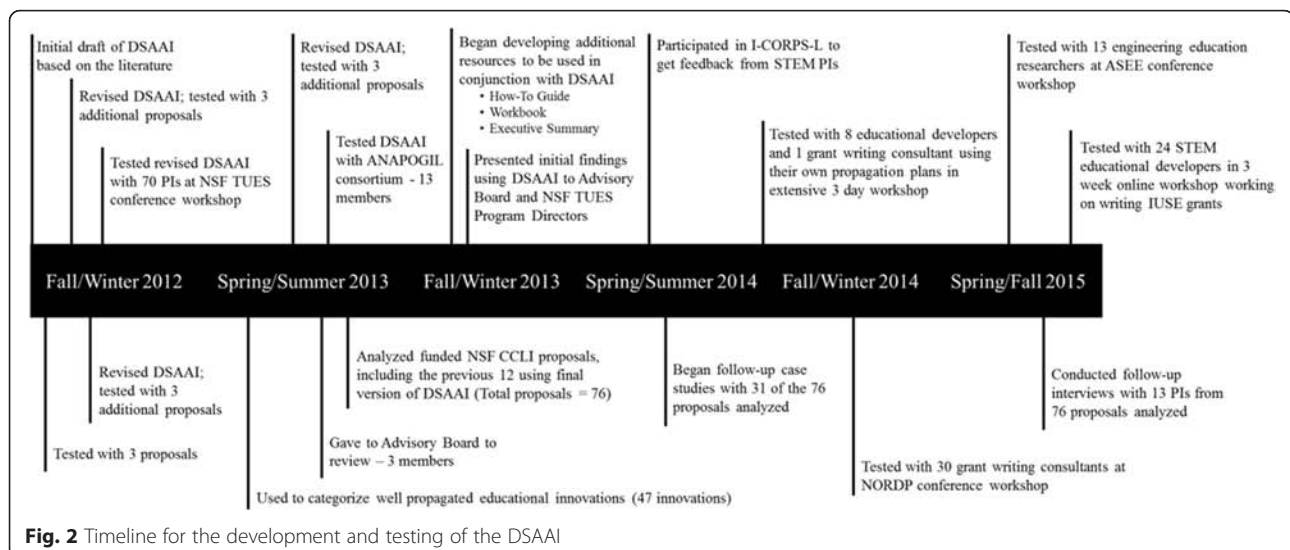 Initial draft of DSAAI
based on the literature
Revised DSAAI; tested with 3
additional proposals
Tested revised DSAAI
with 70 PIs at NSF TUES
conference workshop
Revised DSAAI;
tested with 3
additional proposals
Tested DSAAI
with ANAPOGIL
consortium - 13
members
Began developing additional
resources to be used in
conjunction with DSAAI
• How-To Guide
• Workbook
• Executive Summary
Presented initial findings
using DSAAI to Advisory
Board and NSF TUES
Program Directors
Participated in I-CORPS-L to
get feedback from STEM PIs
Tested with 8 educational developers
and 1 grant writing consultant using
their own propagation plans in
extensive 3 day workshop
Tested with 13 engineering education
researchers at ASEE conference
workshop
Tested with 24 STEM
educational developers in 3
week online workshop working
on writing IUSE grants
Fall/Winter 2012
Spring/Summer 2013
Fall/Winter 2013
Spring/Summer 2014
Fall/Winter 2014
Spring/Fall 2015
Revised DSAAI;
tested with 3
additional proposals
Tested with 3 proposals
Analyzed funded NSF CCLI proposals,
including the previous 12 using final
version of DSAAI (Total proposals = 76)
Gave to Advisory Board to
review – 3 members
Used to categorize well propagated educational innovations (47 innovations)
Began follow-up case
studies with 31 of the 76
proposals analyzed
Tested with 30 grant writing consultants at
NORDP conference workshop
Conducted follow-up
interviews with 13 PIs from
76 proposals analyzed
Fig. 2 Timeline for the development and testing of the DSAAI